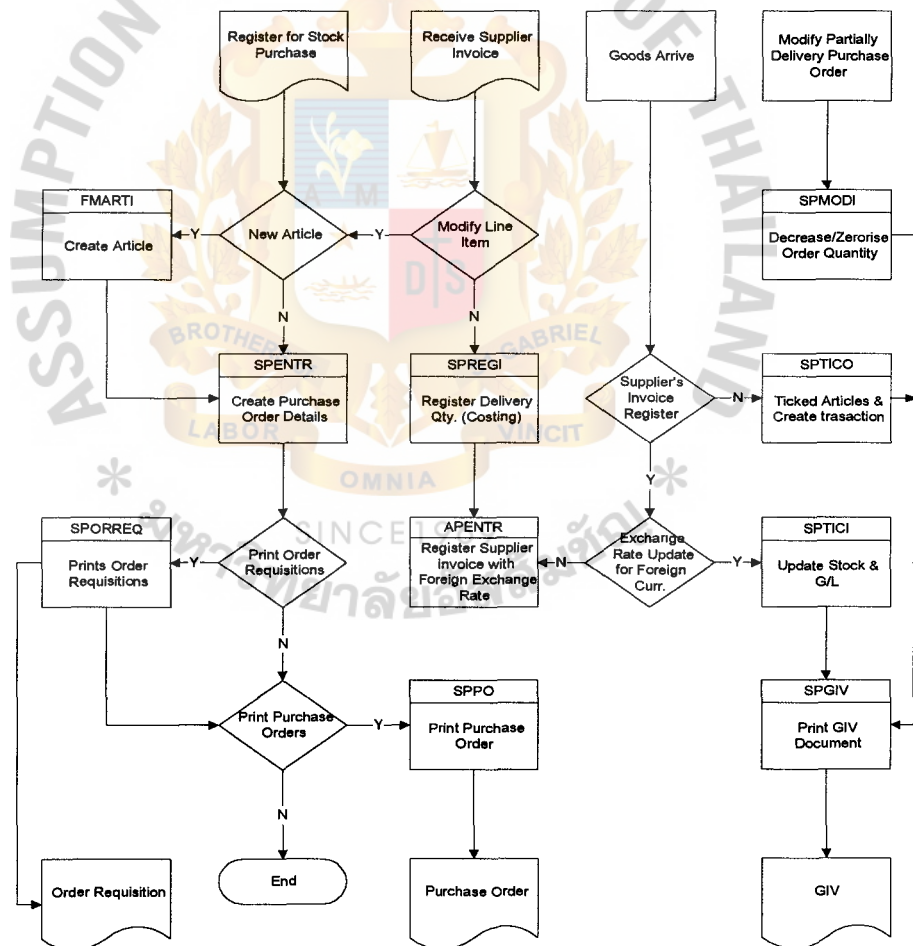 Register for Stock
Purchase
Receive Supplier
Invoice
Goods Arrive
Modify Partially
Delivery Purchase
Order
FMARTI
Create Article
Y
New Article
Y
Modify Line
Item
SPMODI
Decrease/Zerorise
Order Quantity
N
N
SPENTR
Create Purchase
Order Details
SPREGI
Register Delivery
Qty. (Costing)
Supplier's
Invoice
Register
N
SPTICO
Ticked Articles &
Create trasaction
Y
SPORREQ
Prints Order
Requisitions
Y
Print Order
Requisitions
APENTR
Register Supplier
Invoice with
Foreign Exchange
Rate
N
Exchange
Rate Update
for Foreign
Curr.
Y
SPTICI
Update Stock &
G/L
N
Print Purchase
Orders
Y
SPPO
Print Purchase
Order
SPGIV
Print GIV
Document
N
Order Requisition
End
Purchase Order
GIV
ASSUMPTION
OF
THAILAND
A M
D S
BROTHERS
GABRIEL
LABOR
OMNIA
VINCIT